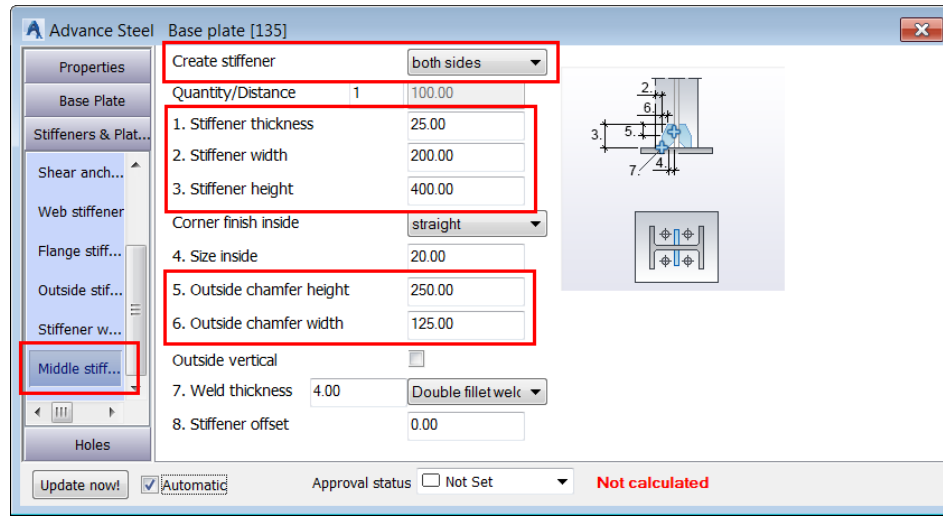 Advance Steel Base plate [135]
Properties
Base Plate
Stiffeners & Plat...
Shear anch...
Web stiffener
Flange stiff...
Outside stif...
Stiffener w...
Middle stiff...
Holes
Create stiffener both sides
Quantity/Distance 1 100.00
1. Stiffener thickness 25.00
2. Stiffener width 200.00
3. Stiffener height 400.00
Corner finish inside straight
4. Size inside 20.00
5. Outside chamfer height 250.00
6. Outside chamfer width 125.00
Outside vertical
7. Weld thickness 4.00 Double fillet welc
8. Stiffener offset 0.00
2.
6.
3. 5.
7. 4.
Update now! Automatic Approval status Not Set Not calculated